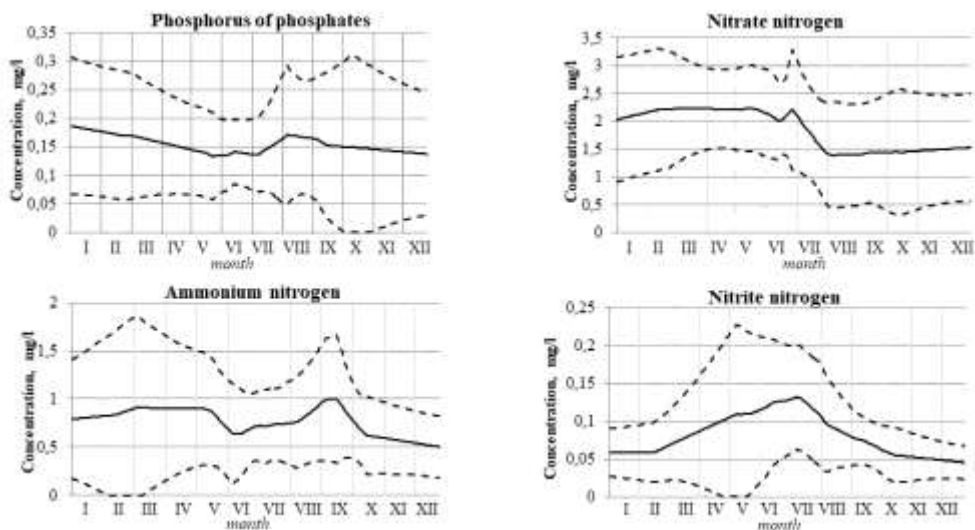 Phosphorus of phosphates
Concentration, mg/l
0,35
0,3
0,25
0,2
0,15
0,1
0,05
0
I II III IV V VI VII VIII IX X XI XII
month
Nitrate nitrogen
Concentration, mg/l
3,5
3
2,5
2
1,5
1
0,5
0
I II III IV V VI VII VIII IX X XI XII
month
Ammonium nitrogen
Concentration, mg/l
2
1,5
1
0,5
0
I II III IV V VI VII VIII IX X XI XII
month
Nitrite nitrogen
Concentration, mg/l
0,25
0,2
0,15
0,1
0,05
0
I II III IV V VI VII VIII IX X XI XII
month